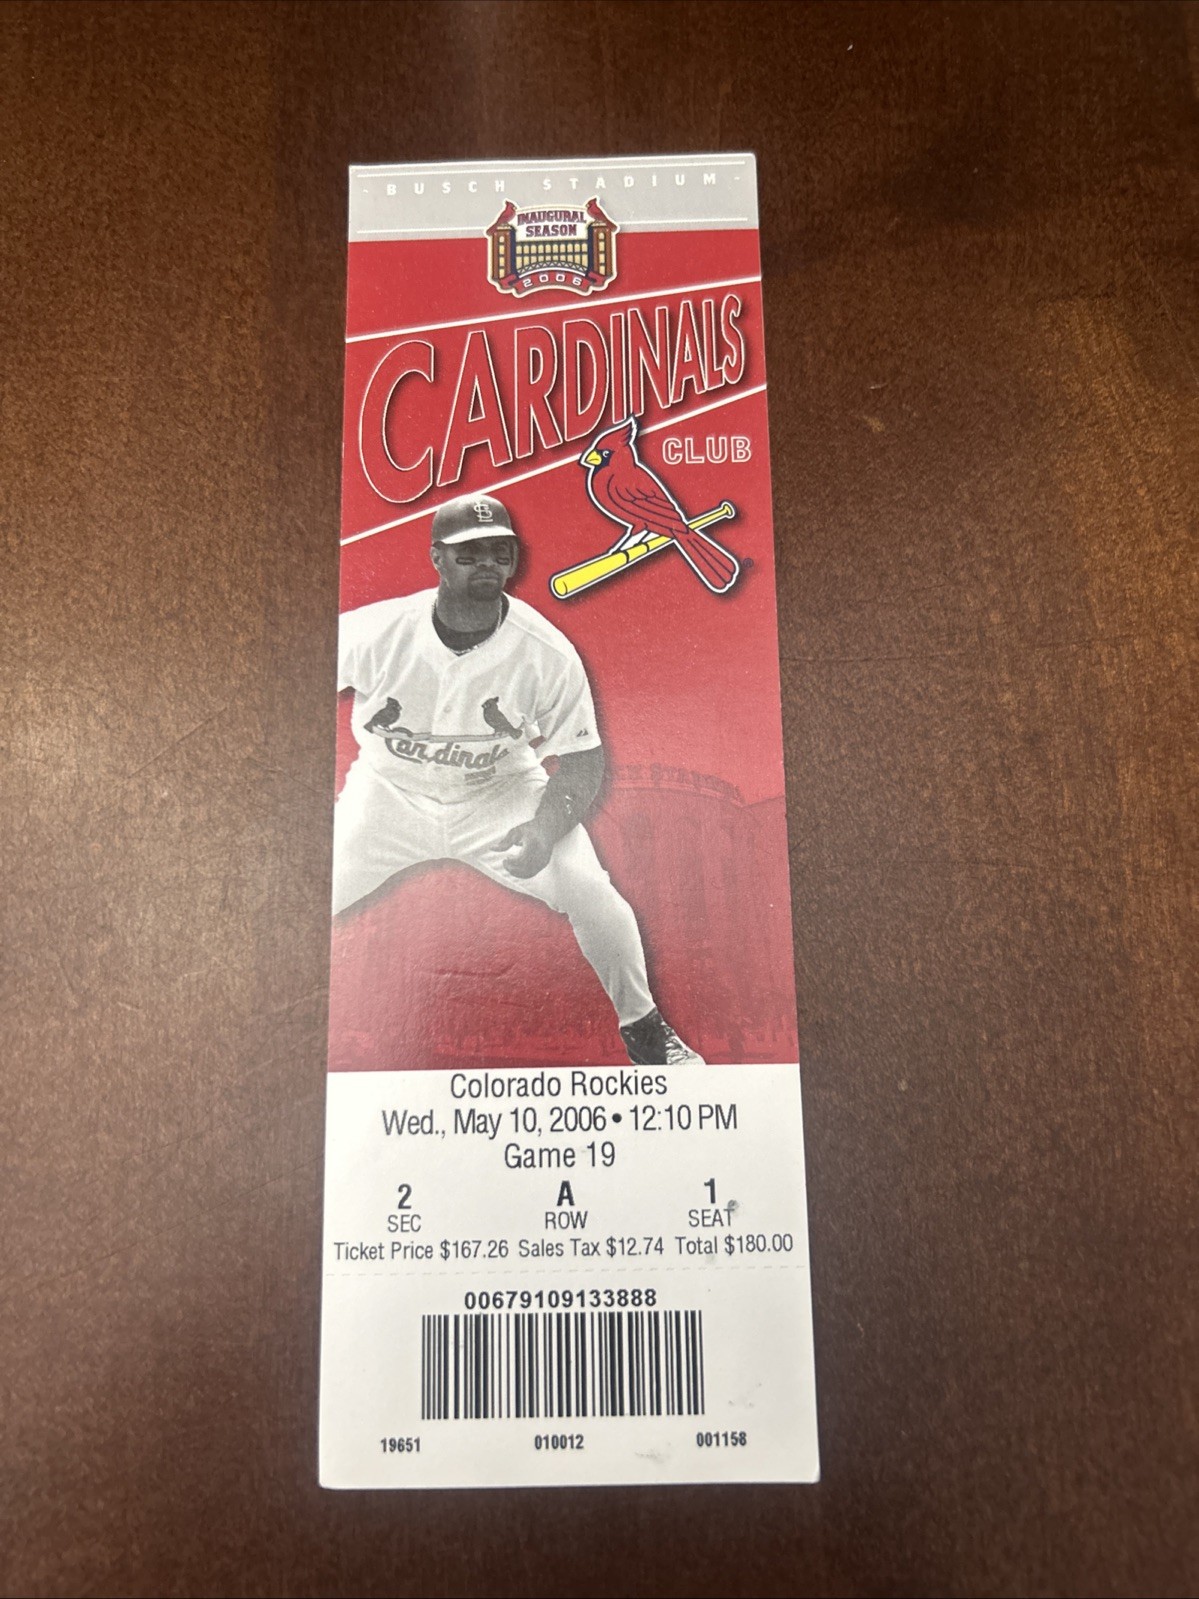 - BUSCH STADIUM -
INAUGURAL
SEASON
2006
CARDINALS
CLUB
StL
Cardinals
®
Colorado Rockies
Wed., May 10, 2006 • 12:10 PM
Game 19
2 A 1
SEC ROW SEAT
Ticket Price $167.26 Sales Tax $12.74 Total $180.00
00679109133888
19651 010012 001158